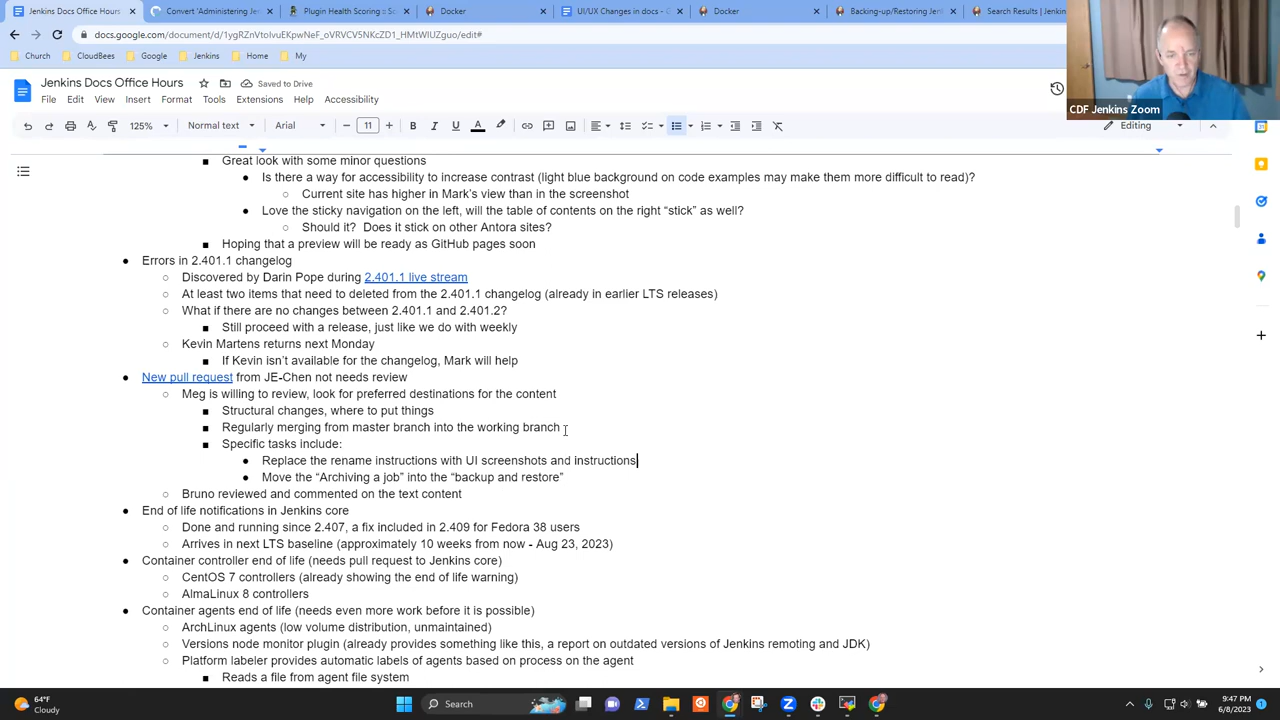 Jenkins Docs Office Hours -
Convert 'Administering Je
Plugin Health Scoring
Docker
UI/UX Changes in docs -
Docker
Backing-up/Restoring Jen
Search Results | Jenkin
docs.google.com/document/d/1ygRZnVtoIvuEKpwNeF_oVRVCV5NKcZD1_HMtWIUZguo/edit#
Church
CloudBees
Google
Jenkins
Home
My
Jenkins Docs Office Hours
Saved to Drive
File Edit View Insert Format Tools Extensions Help Accessibility
125% Normal text Arial 11 B U A Editing
CDF Jenkins Zoom
Great look with some minor questions
Is there a way for accessibility to increase contrast (light blue background on code examples may make them more difficult to read)?
Current site has higher in Mark's view than in the screenshot
Love the sticky navigation on the left, will the table of contents on the right “stick” as well?
Should it? Does it stick on other Antora sites?
Hoping that a preview will be ready as GitHub pages soon
Errors in 2.401.1 changelog
Discovered by Darin Pope during 2.401.1 live stream
At least two items that need to deleted from the 2.401.1 changelog (already in earlier LTS releases)
What if there are no changes between 2.401.1 and 2.401.2?
Still proceed with a release, just like we do with weekly
Kevin Martens returns next Monday
If Kevin isn't available for the changelog, Mark will help
New pull request from JE-Chen not needs review
Meg is willing to review, look for preferred destinations for the content
Structural changes, where to put things
Regularly merging from master branch into the working branch
Specific tasks include:
Replace the rename instructions with UI screenshots and instructions
Move the “Archiving a job” into the “backup and restore”
Bruno reviewed and commented on the text content
End of life notifications in Jenkins core
Done and running since 2.407, a fix included in 2.409 for Fedora 38 users
Arrives in next LTS baseline (approximately 10 weeks from now - Aug 23, 2023)
Container controller end of life (needs pull request to Jenkins core)
CentOS 7 controllers (already showing the end of life warning)
AlmaLinux 8 controllers
Container agents end of life (needs even more work before it is possible)
ArchLinux agents (low volume distribution, unmaintained)
Versions node monitor plugin (already provides something like this, a report on outdated versions of Jenkins remoting and JDK)
Platform labeler provides automatic labels of agents based on process on the agent
Reads a file from agent file system
64°F
Cloudy
Search
9:47 PM
6/8/2023